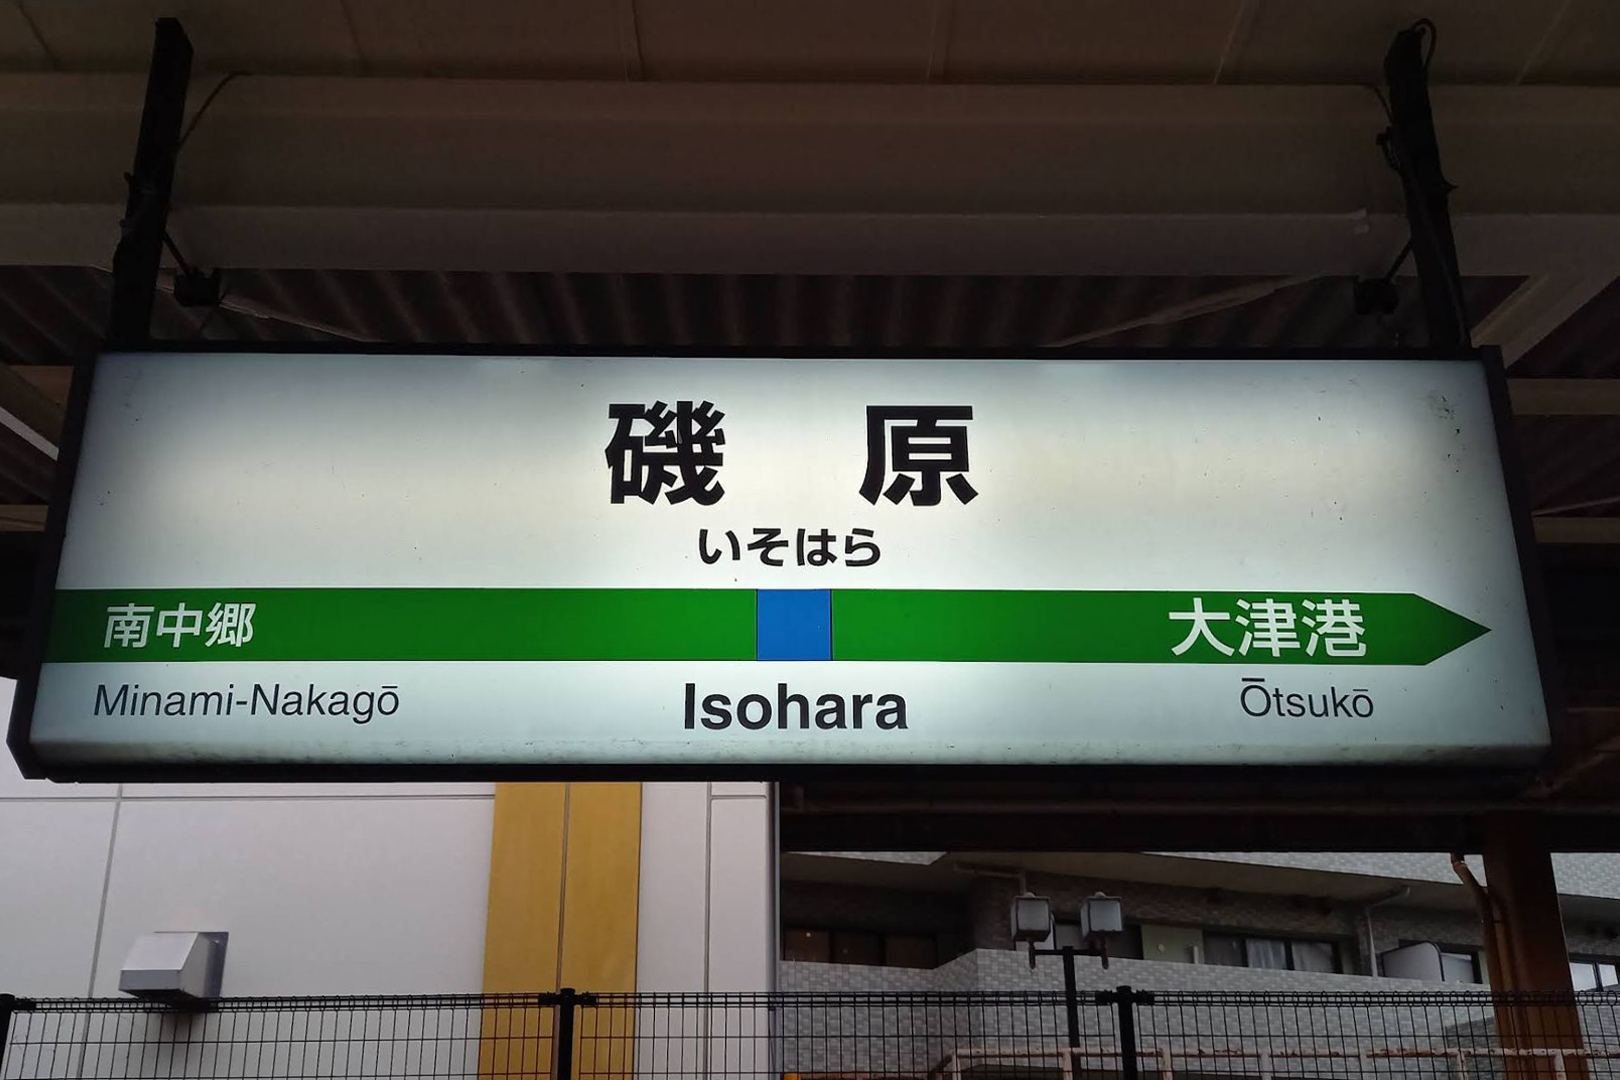 磯原
いそはら
南中郷 大津港
Minami-Nakagō Isohara Ōtsukō